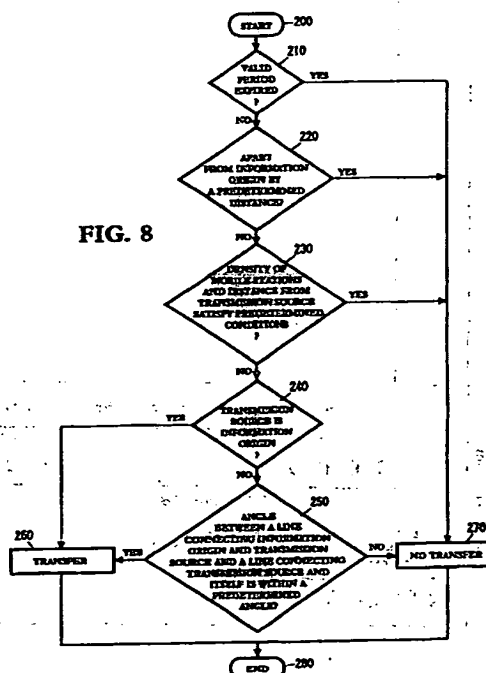 START
200
210
VALID
PERIOD
EXPIRED
?
YES
NO
220
APART
FROM INFORMATION
ORIGIN BY
A PREDETERMINED
DISTANCE?
YES
NO
FIG. 8
230
DENSITY OF
MOBILE STATIONS
AND DISTANCE FROM
TRANSMISSION SOURCE
SATISFY PREDETERMINED
CONDITIONS
?
YES
NO
240
TRANSMISSION
SOURCE IS
INFORMATION
ORIGIN
?
YES
NO
250
ANGLE
BETWEEN A LINE
CONNECTING INFORMATION
ORIGIN AND TRANSMISSION
SOURCE AND A LINE CONNECTING
TRANSMISSION SOURCE AND
ITSELF IS WITHIN A
PREDETERMINED
ANGLE?
YES
NO
260
TRANSFER
270
NO TRANSFER
END
280